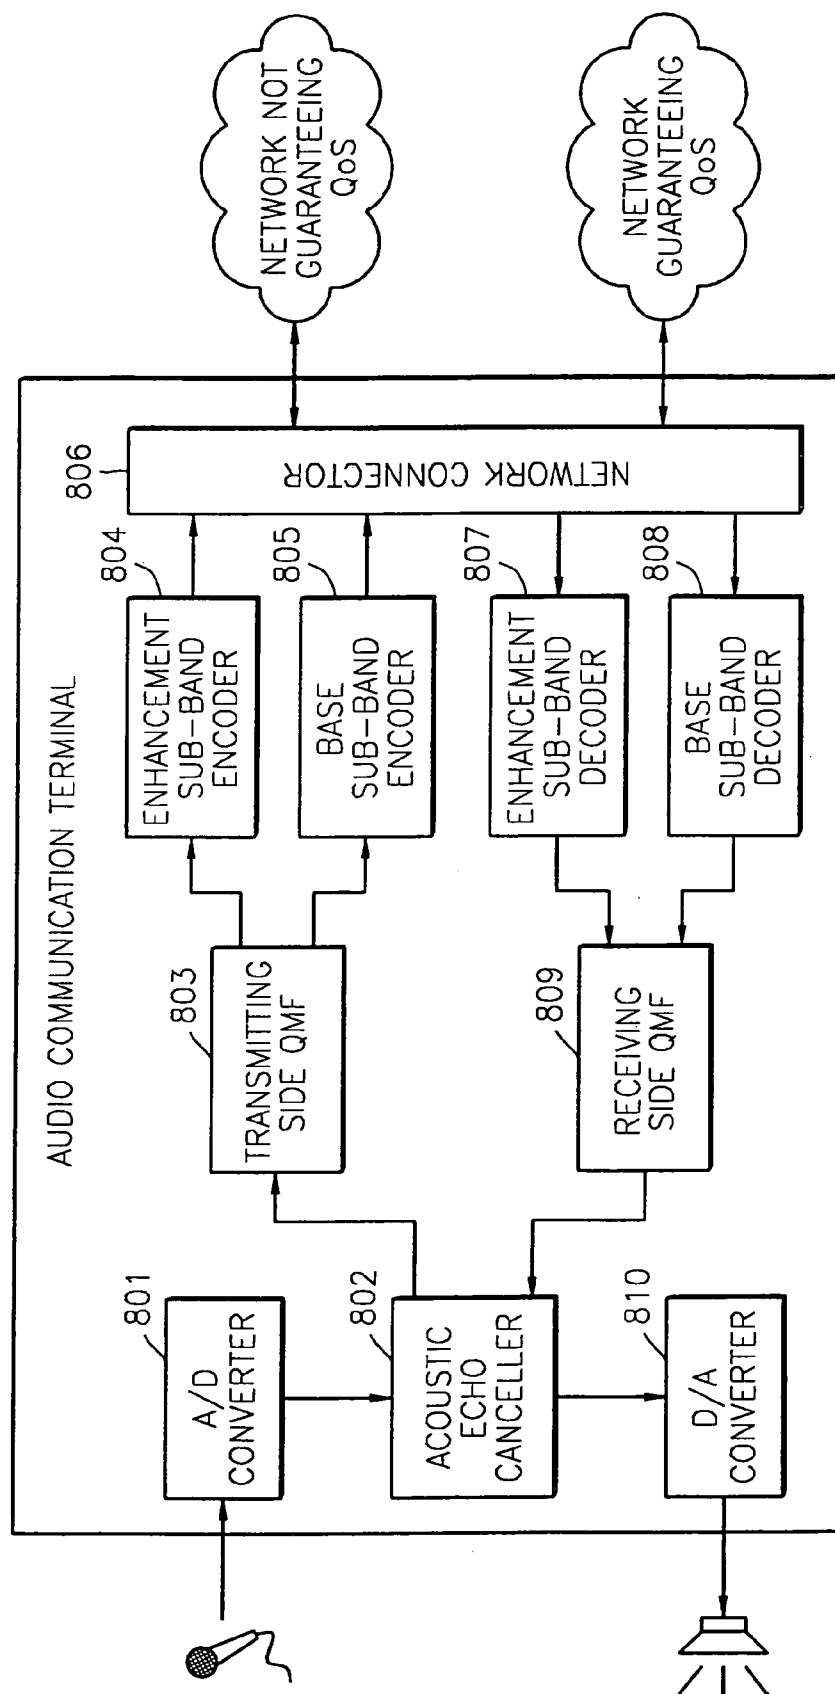 AUDIO COMMUNICATION TERMINAL
801
A/D
CONVERTER
802
ACOUSTIC
ECHO
CANCELLER
810
D/A
CONVERTER
803
TRANSMITTING
SIDE QMF
809
RECEIVING
SIDE QMF
804
ENHANCEMENT
SUB-BAND
ENCODER
805
BASE
SUB-BAND
ENCODER
807
ENHANCEMENT
SUB-BAND
DECODER
808
BASE
SUB-BAND
DECODER
806
NETWORK CONNECTOR
NETWORK NOT
GUARANTEEING
QoS
NETWORK
GUARANTEEING
QoS